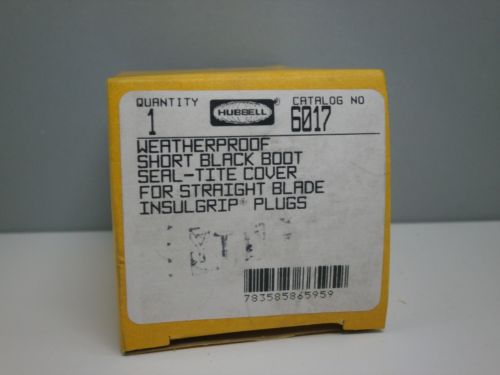 QUANTITY
1
HUBBELL®
CATALOG NO
6017
WEATHERPROOF
SHORT BLACK BOOT
SEAL-TITE COVER
FOR STRAIGHT BLADE
INSULGRIP® PLUGS
783585865959